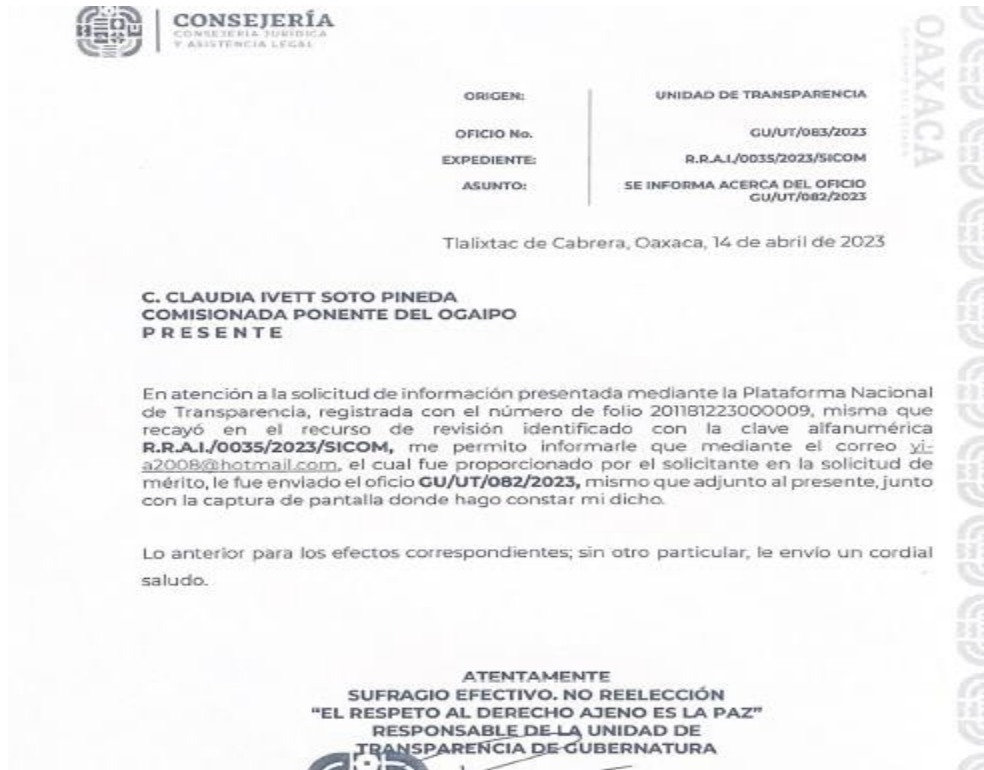 CONSEJERÍA
CONSEJERÍA JURÍDICA
Y ASISTENCIA LEGAL
OAXACA
ORIGEN: UNIDAD DE TRANSPARENCIA
OFICIO No. GU/UT/083/2023
EXPEDIENTE: R.R.A.I./0035/2023/SICOM
ASUNTO: SE INFORMA ACERCA DEL OFICIO
GU/UT/082/2023
Tlalixtac de Cabrera, Oaxaca, 14 de abril de 2023
C. CLAUDIA IVETT SOTO PINEDA
COMISIONADA PONENTE DEL OGAIPO
P R E S E N T E
En atención a la solicitud de información presentada mediante la Plataforma Nacional
de Transparencia, registrada con el número de folio 201181223000009, misma que
recayó en el recurso de revisión identificado con la clave alfanumérica
R.R.A.I./0035/2023/SICOM, me permito informarle que mediante el correo yi-
a2008@hotmail.com, el cual fue proporcionado por el solicitante en la solicitud de
mérito, le fue enviado el oficio GU/UT/082/2023, mismo que adjunto al presente, junto
con la captura de pantalla donde hago constar mi dicho.
Lo anterior para los efectos correspondientes; sin otro particular, le envío un cordial
saludo.
ATENTAMENTE
SUFRAGIO EFECTIVO. NO REELECCIÓN
"EL RESPETO AL DERECHO AJENO ES LA PAZ"
RESPONSABLE DE LA UNIDAD DE
TRANSPARENCIA DE GUBERNATURA